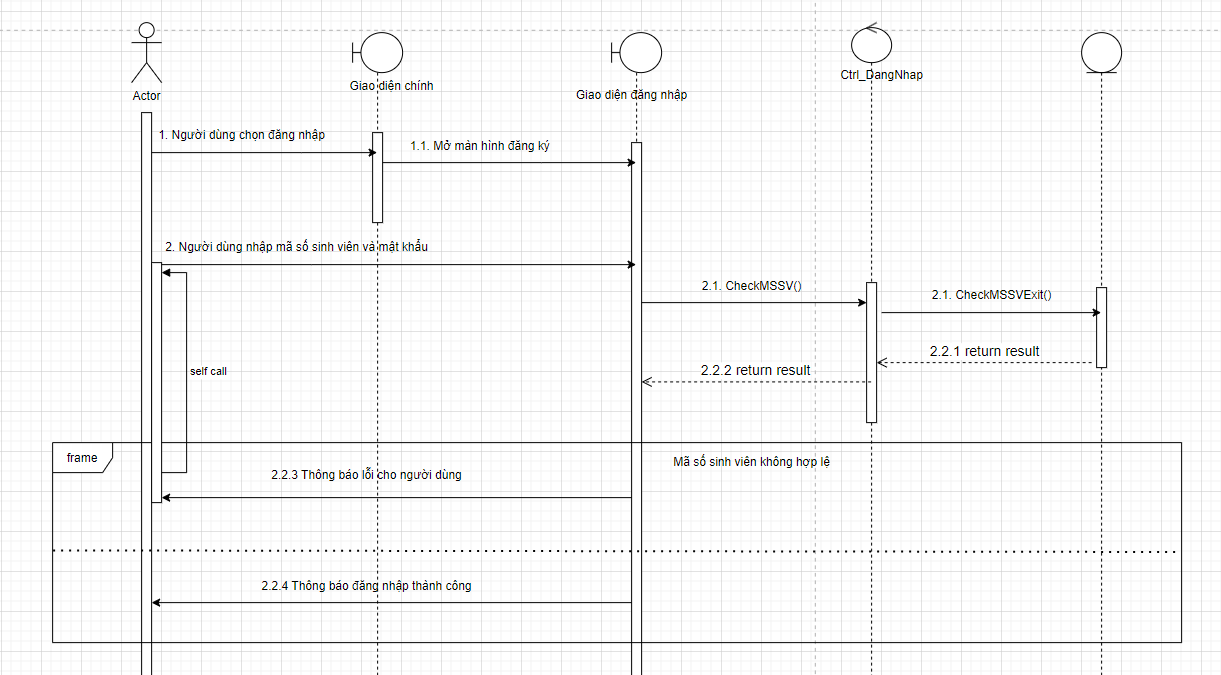 Actor
Giao diện chính
Giao diện đăng nhập
Ctrl_DangNhap
1. Người dùng chọn đăng nhập
1.1. Mở màn hình đăng ký
2. Người dùng nhập mã số sinh viên và mật khẩu
2.1. CheckMSSV()
2.1. CheckMSSVExit()
2.2.1 return result
2.2.2 return result
self call
frame
Mã số sinh viên không hợp lệ
2.2.3 Thông báo lỗi cho người dùng
2.2.4 Thông báo đăng nhập thành công